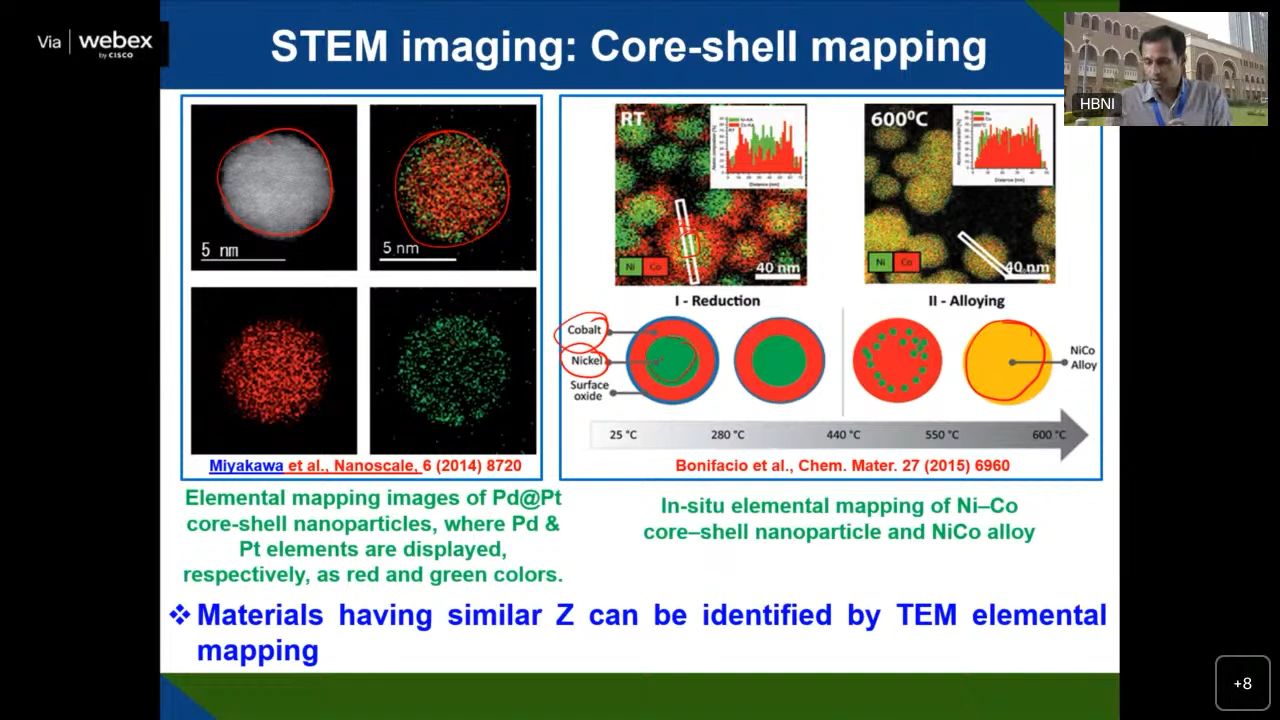 Via webex
by CISCO
STEM imaging: Core-shell mapping
HBNI
5 nm
5 nm
RT
Ni Co
40 nm
600°C
Ni Co
40 nm
I - Reduction
II - Alloying
Cobalt
Nickel
Surface
oxide
NiCo
Alloy
25 °C 280 °C 440 °C 550 °C 600 °C
Miyakawa et al., Nanoscale, 6 (2014) 8720
Bonifacio et al., Chem. Mater. 27 (2015) 6960
Elemental mapping images of Pd@Pt
core-shell nanoparticles, where Pd &
Pt elements are displayed,
respectively, as red and green colors.
In-situ elemental mapping of Ni–Co
core–shell nanoparticle and NiCo alloy
❖ Materials having similar Z can be identified by TEM elemental
mapping
+8